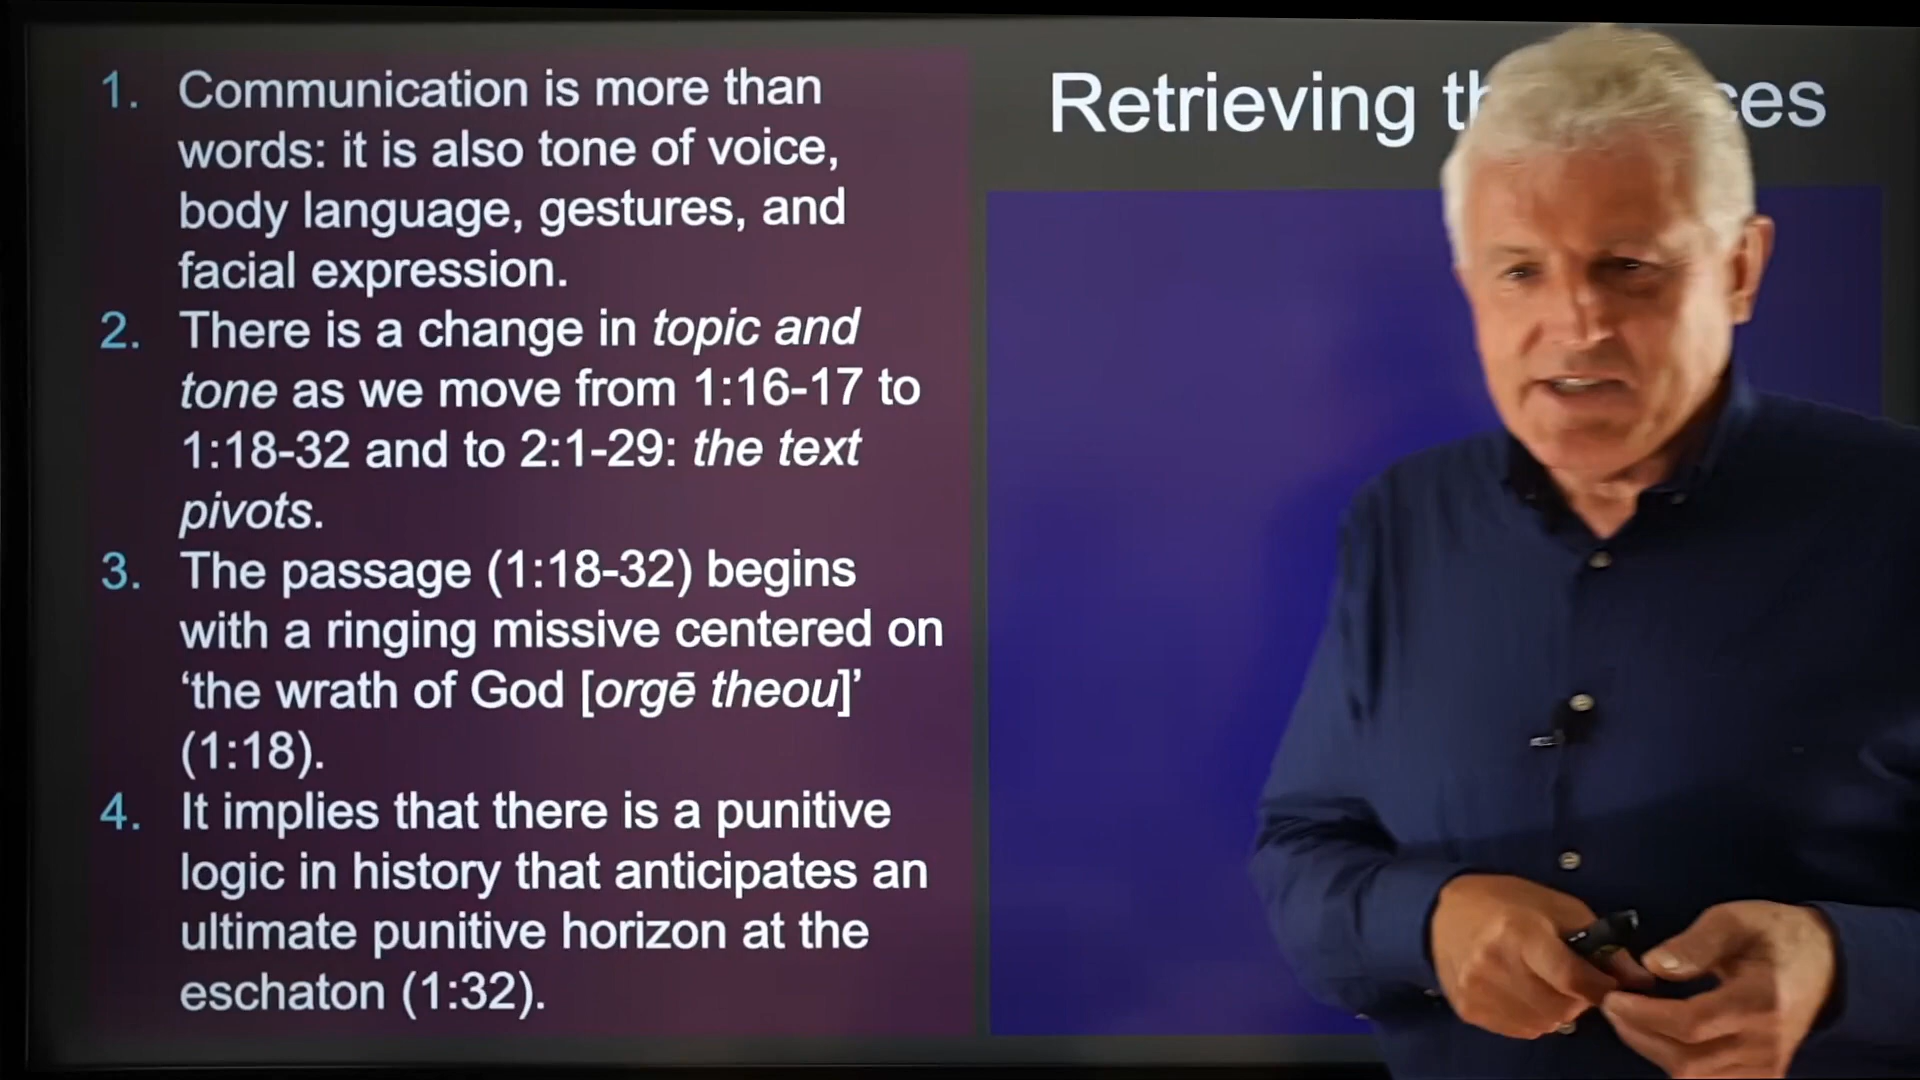 1. Communication is more than
words: it is also tone of voice,
body language, gestures, and
facial expression.
2. There is a change in topic and
tone as we move from 1:16-17 to
1:18-32 and to 2:1-29: the text
pivots.
3. The passage (1:18-32) begins
with a ringing missive centered on
‘the wrath of God [orgē theou]’
(1:18).
4. It implies that there is a punitive
logic in history that anticipates an
ultimate punitive horizon at the
eschaton (1:32).
Retrieving